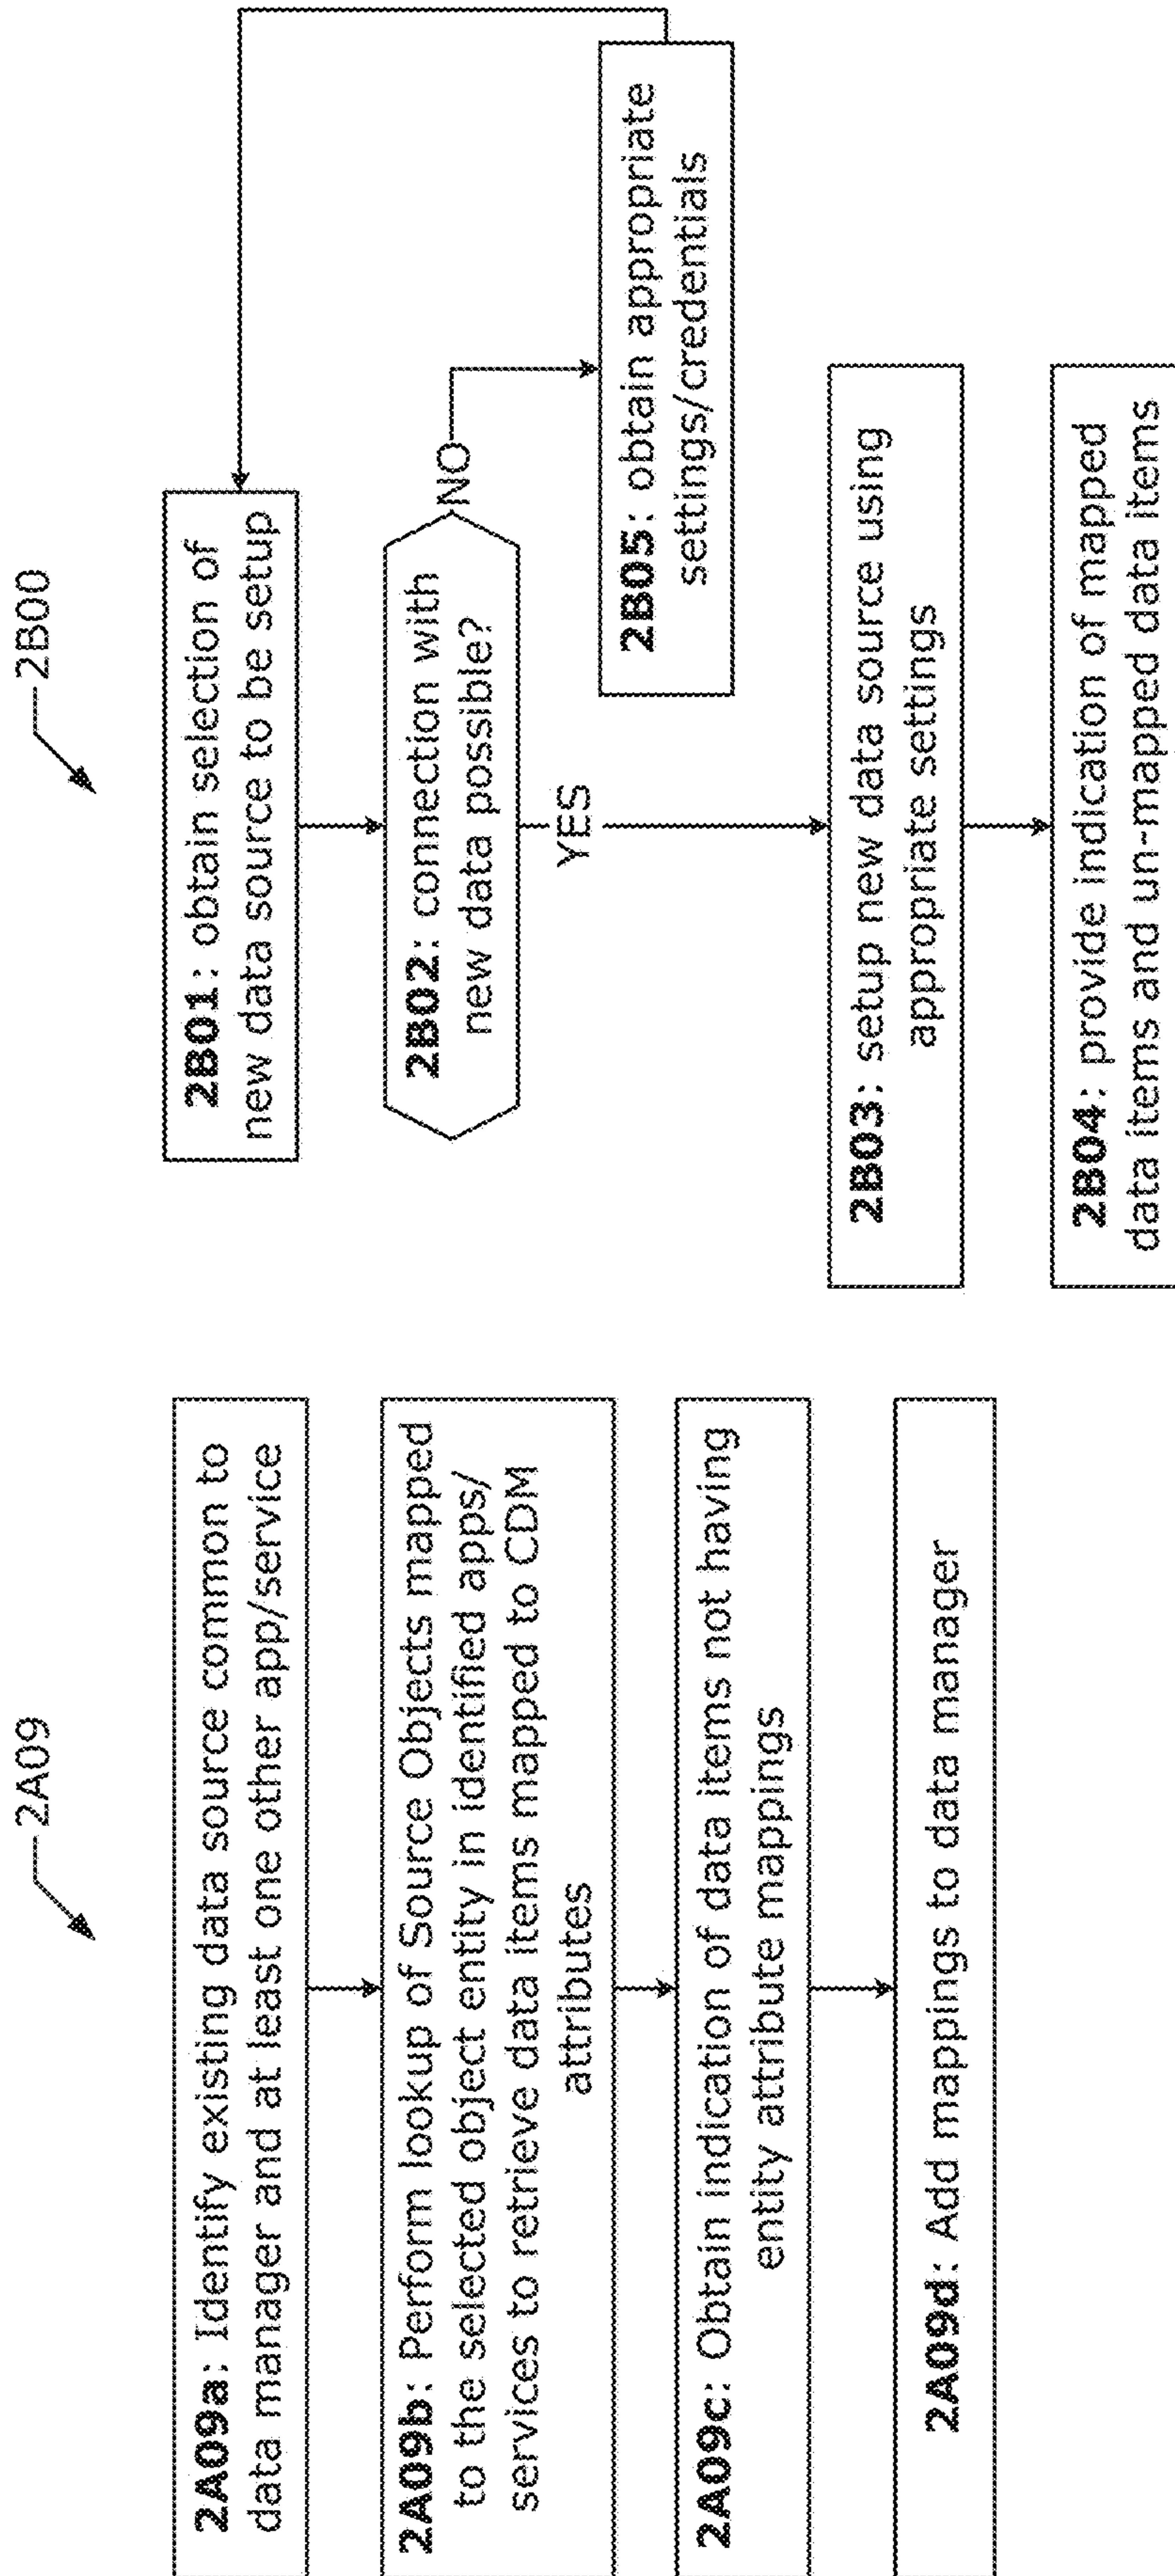 2A09
2A09a: Identify existing data source common to
data manager and at least one other app/service
2A09b: Perform lookup of Source Objects mapped
to the selected object entity in identified apps/
services to retrieve data items mapped to CDM
attributes
2A09c: Obtain indication of data items not having
entity attribute mappings
2A09d: Add mappings to data manager
2B00
2B01: obtain selection of
new data source to be setup
2B02: connection with
new data possible?
NO
YES
2B05: obtain appropriate
settings/credentials
2B03: setup new data source using
appropriate settings
2B04: provide indication of mapped
data items and un-mapped data items